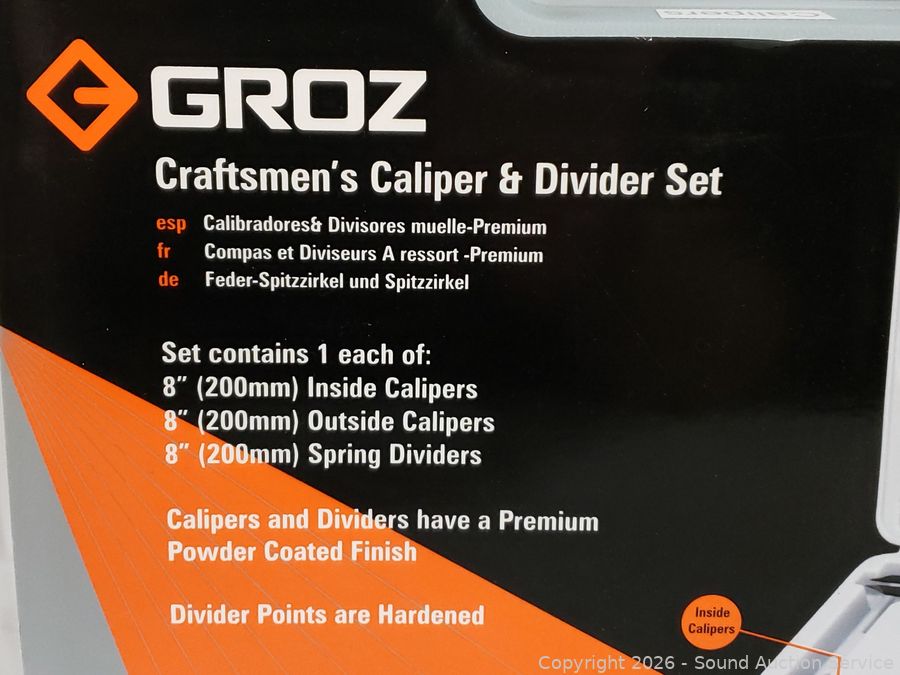 Calipers
GROZ
Craftsmen's Caliper & Divider Set
esp Calibradores& Divisores muelle-Premium
fr Compas et Diviseurs A ressort -Premium
de Feder-Spitzzirkel und Spitzzirkel
Set contains 1 each of:
8" (200mm) Inside Calipers
8" (200mm) Outside Calipers
8" (200mm) Spring Dividers
Calipers and Dividers have a Premium
Powder Coated Finish
Divider Points are Hardened
Inside
Calipers
Copyright 2026 - Sound Auction Service